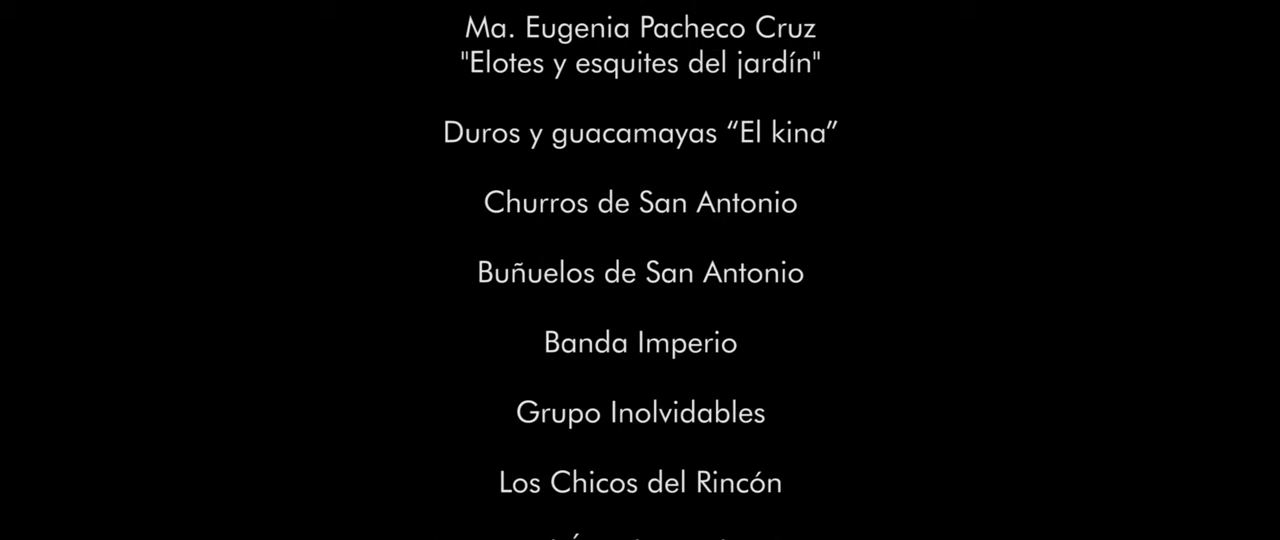 Ma. Eugenia Pacheco Cruz
"Elotes y esquites del jardín"
Duros y guacamayas “El kina”
Churros de San Antonio
Buñuelos de San Antonio
Banda Imperio
Grupo Inolvidables
Los Chicos del Rincón